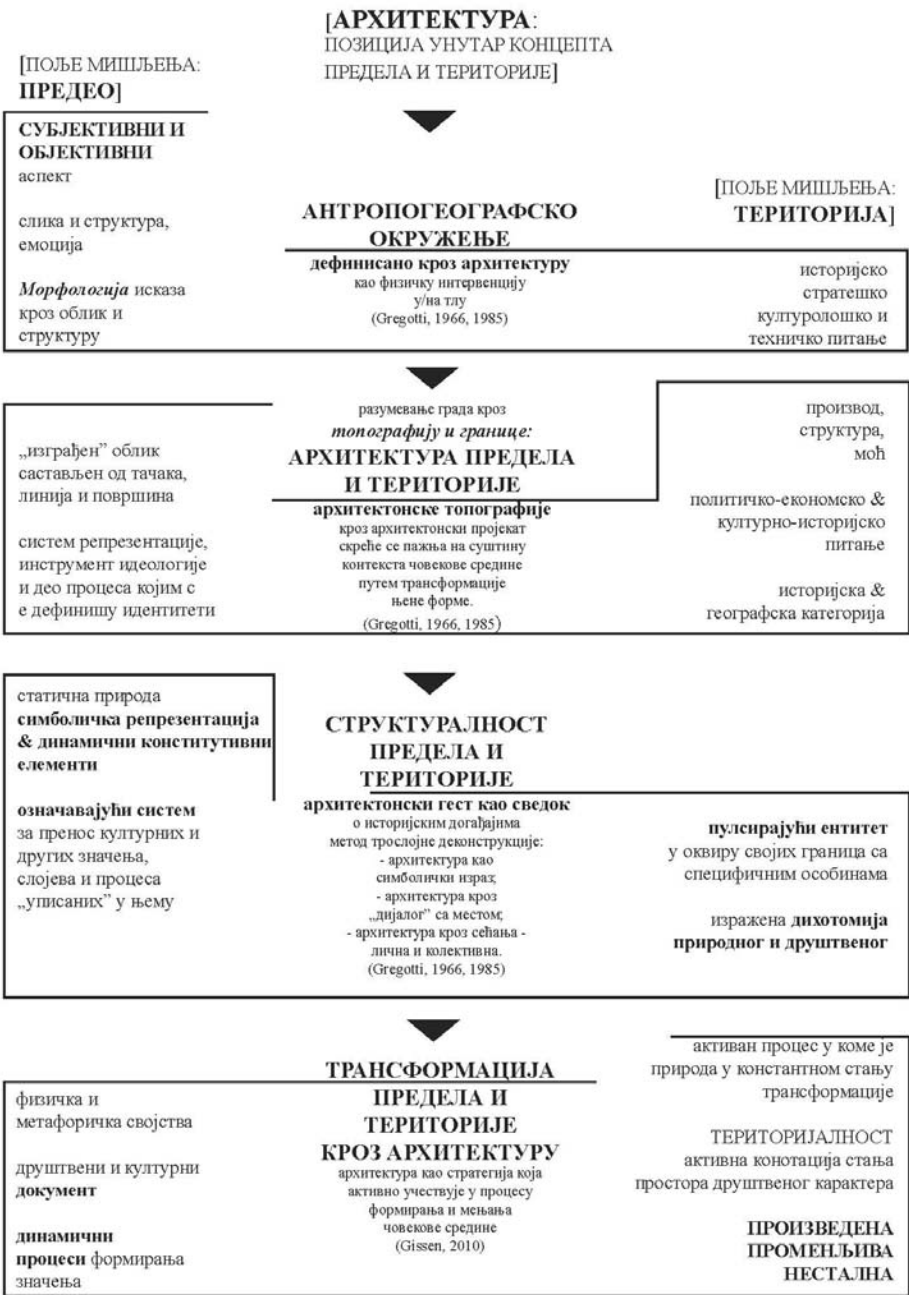 [АРХИТЕКТУРА:
ПОЗИЦИЈА УНУТАР КОНЦЕПТА
ПРЕДЕЛА И ТЕРИТОРИЈЕ]
[ПОЉЕ МИШЉЕЊА:
ПРЕДЕО]
СУБЈЕКТИВНИ И
ОБЈЕКТИВНИ
аспект
слика и структура,
емоција
Морфологија исказа
кроз облик и
структуру
АНТРОПОГЕОГРАФСКО
ОКРУЖЕЊЕ
дефинисано кроз архитектуру
као физичку интервенцију
у/на тлу
(Gregotti, 1966, 1985)
[ПОЉЕ МИШЉЕЊА:
ТЕРИТОРИЈА]
историјско
стратешко
културолошко и
техничко питање
„изграђен” облик
састављен од тачака,
линија и површина
систем репрезентације,
инструмент идеологије
и део процеса којим с
е дефинишу идентитети
разумевање града кроз
топографију и границе:
АРХИТЕКТУРА ПРЕДЕЛА
И ТЕРИТОРИЈЕ
архитектонске топографије
кроз архитектонски пројекат
скреће се пажња на суштину
контекста човекове средине
путем трансформације
њене форме.
(Gregotti, 1966, 1985)
производ,
структура,
моћ
политичко-економско &
културно-историјско
питање
историјска &
географска категорија
статична природа
симболичка репрезентација
& динамични конститутивни
елементи
означавајући систем
за пренос културних и
других значења,
слојева и процеса
„уписаних” у њему
СТРУКТУРАЛНОСТ
ПРЕДЕЛА И
ТЕРИТОРИЈЕ
архитектонски гест као сведок
о историјским догађајима
метод трослојне деконструкције:
- архитектура као
симболички израз;
- архитектура кроз
„дијалог” са местом;
- архитектура кроз сећања -
лична и колективна.
(Gregotti, 1966, 1985)
пулсирајући ентитет
у оквиру својих граница са
специфичним особинама
изражена дихотомија
природног и друштвеног
физичка и
метафоричка својства
друштвени и културни
документ
динамични
процеси формирања
значења
ТРАНСФОРМАЦИЈА
ПРЕДЕЛА И
ТЕРИТОРИЈЕ
КРОЗ АРХИТЕКТУРУ
архитектура као стратегија која
активно учествује у процесу
формирања и мењања
човекове средине
(Gissen, 2010)
активан процес у коме је
природа у константном стању
трансформације
ТЕРИТОРИЈАЛНОСТ
активна конотација стања
простора друштвеног карактера
ПРОИЗВЕДЕНА
ПРОМЕНЉИВА
НЕСТАЛНА